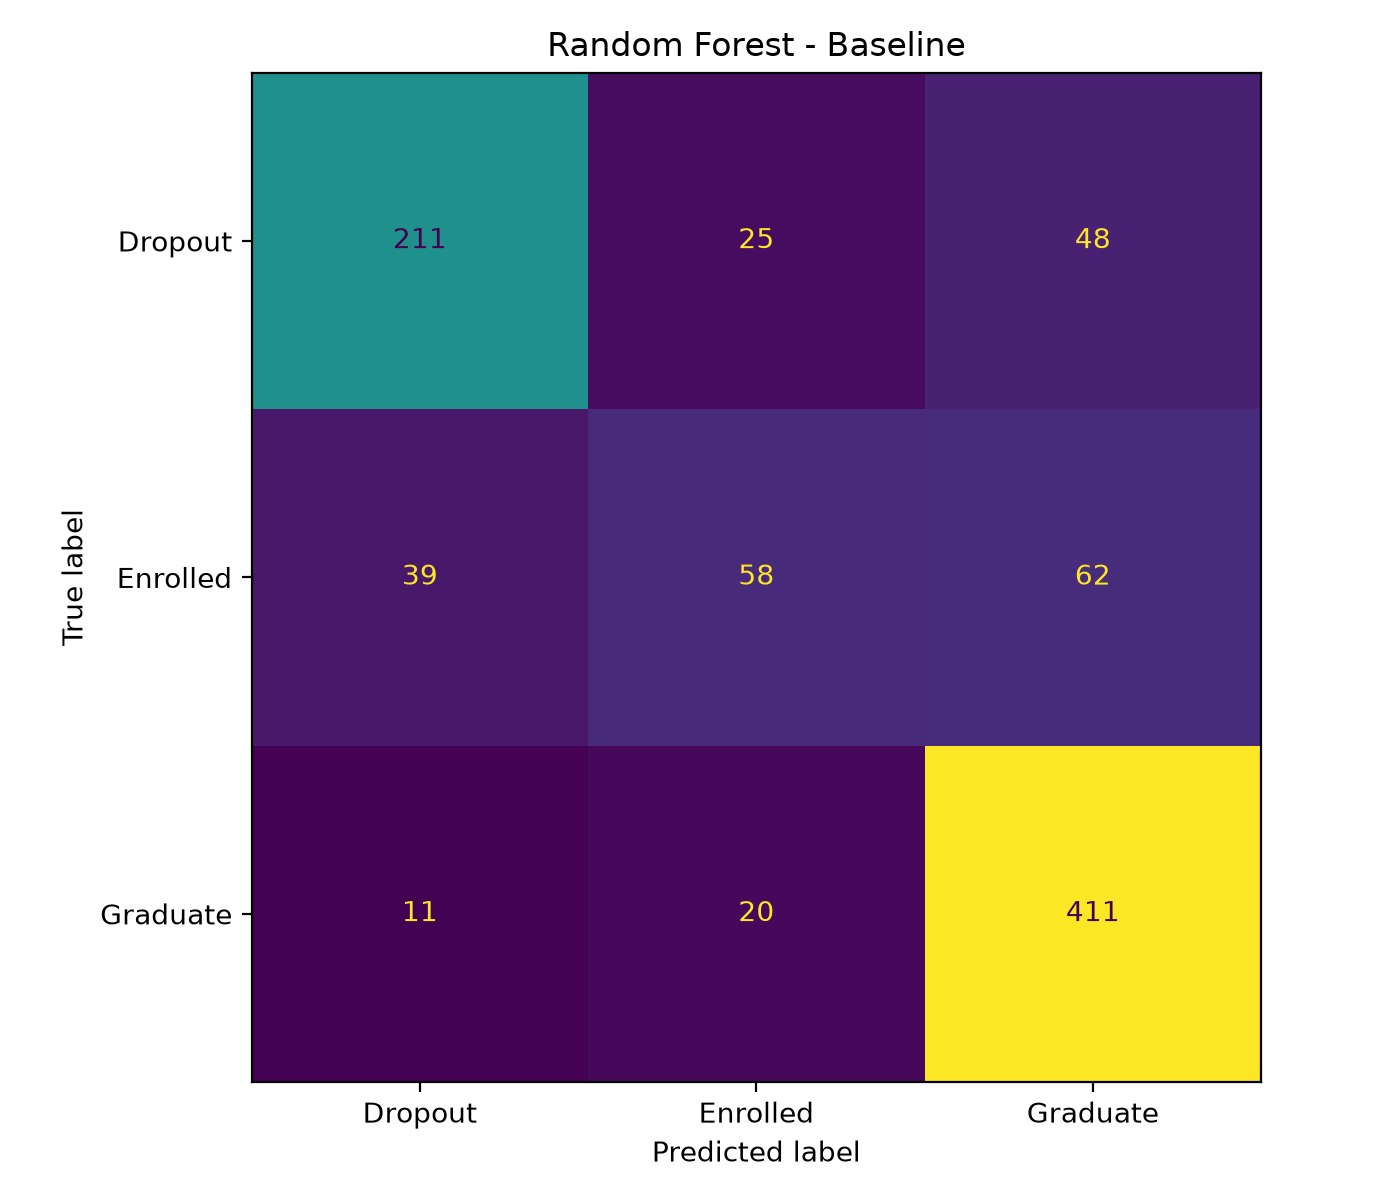 Random Forest - Baseline
True label
Dropout
211 25 48
Enrolled
39 58 62
Graduate
11 20 411
Dropout Enrolled Graduate
Predicted label